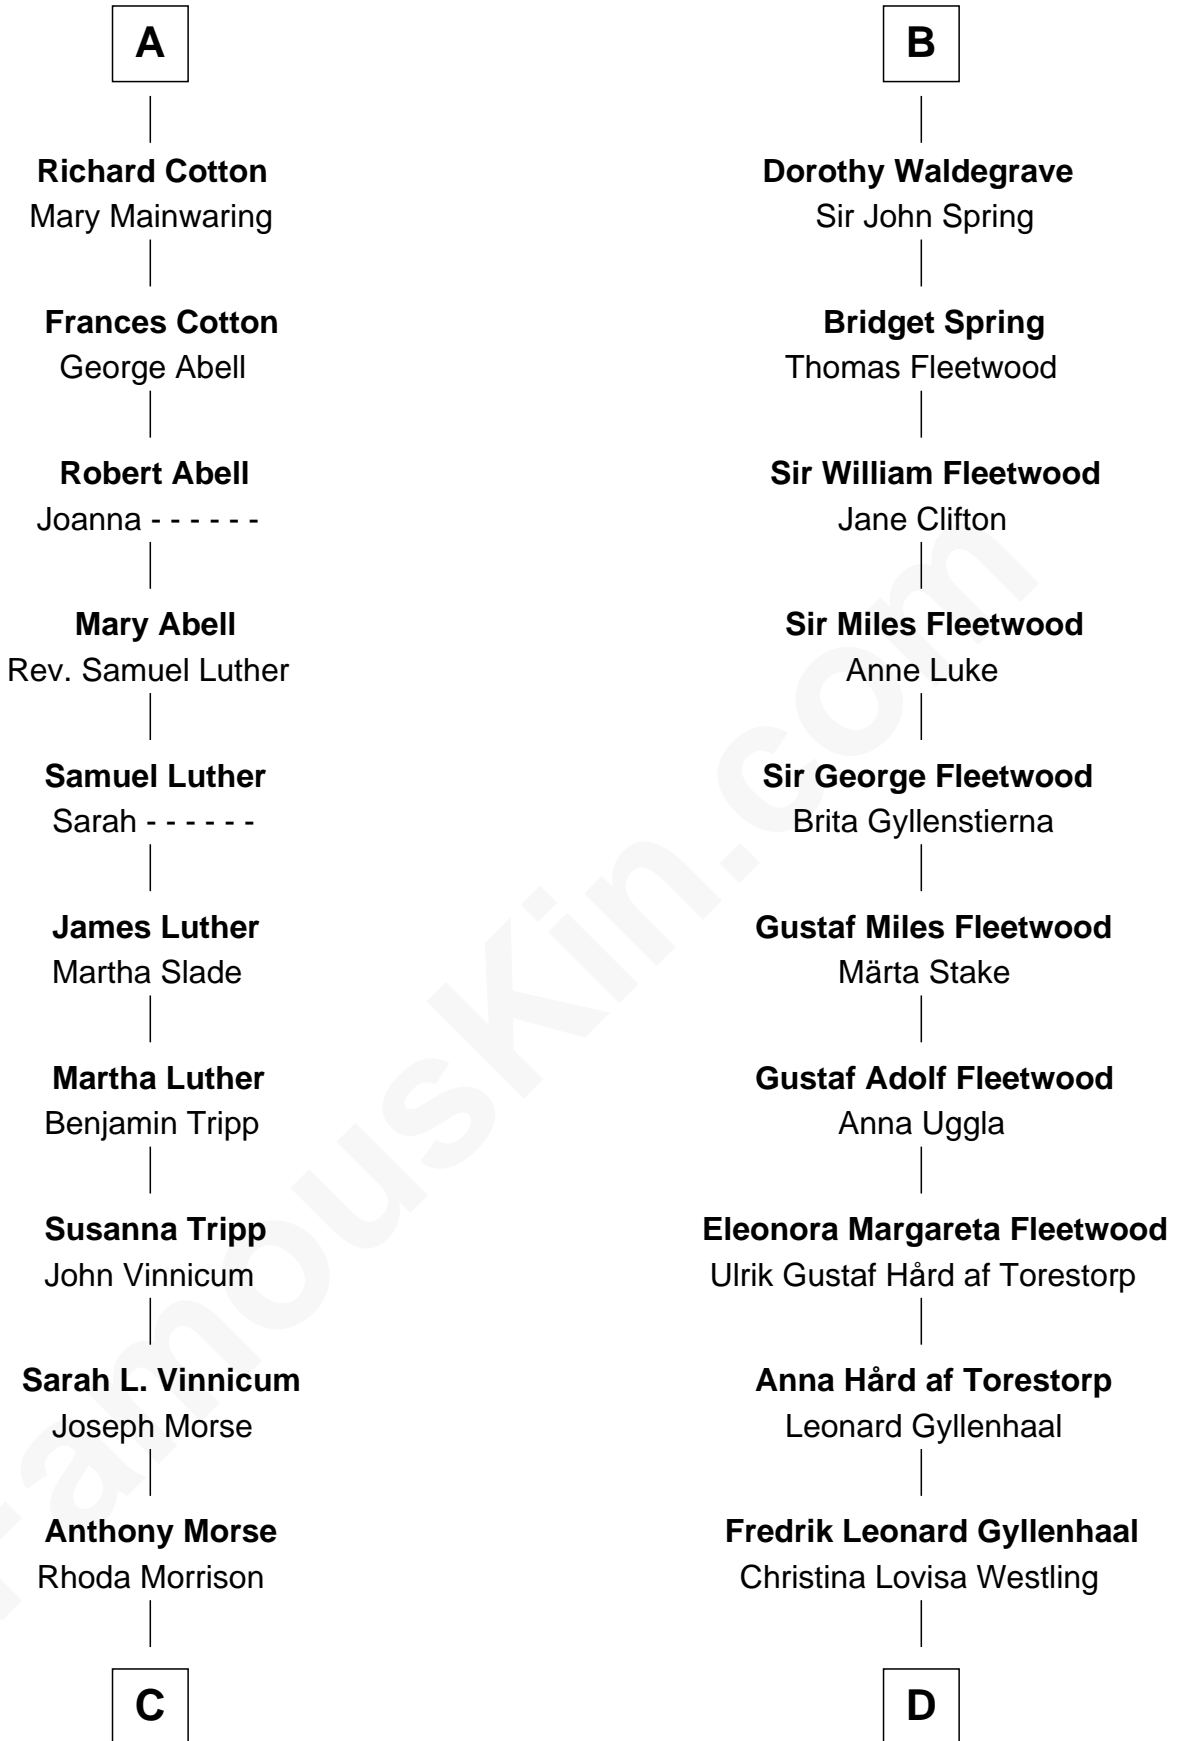 A
Richard Cotton
Mary Mainwaring
Frances Cotton
George Abell
Robert Abell
Joanna - - - - - -
Mary Abell
Rev. Samuel Luther
Samuel Luther
Sarah - - - - - -
James Luther
Martha Slade
Martha Luther
Benjamin Tripp
Susanna Tripp
John Vinnicum
Sarah L. Vinnicum
Joseph Morse
Anthony Morse
Rhoda Morrison
C
B
Dorothy Waldegrave
Sir John Spring
Bridget Spring
Thomas Fleetwood
Sir William Fleetwood
Jane Clifton
Sir Miles Fleetwood
Anne Luke
Sir George Fleetwood
Brita Gyllenstierna
Gustaf Miles Fleetwood
Märta Stake
Gustaf Adolf Fleetwood
Anna Uggla
Eleonora Margareta Fleetwood
Ulrik Gustaf Hård af Torestorp
Anna Hård af Torestorp
Leonard Gyllenhaal
Fredrik Leonard Gyllenhaal
Christina Lovisa Westling
D
FamousKin.com